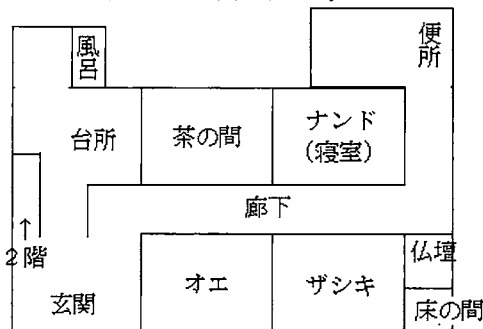 風呂
便所
台所
茶の間
ナンド
(寝室)
廊下
↑
2階
玄関
オエ
ザシキ
仏壇
床の間